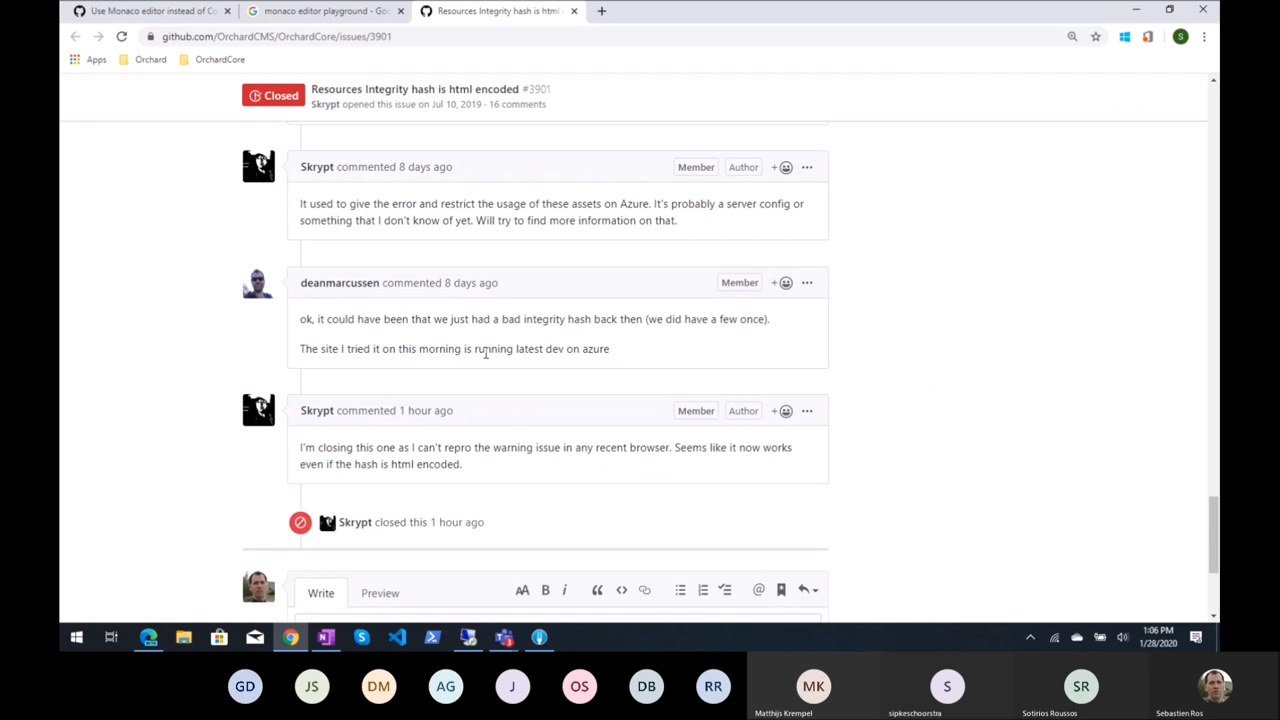 Use Monaco editor instead of Co
monaco editor playground - Goo
Resources Integrity hash is html
github.com/OrchardCMS/OrchardCore/issues/3901
S
Apps
Orchard
OrchardCore
Closed
Resources Integrity hash is html encoded #3901
Skrypt opened this issue on Jul 10, 2019 · 16 comments
Skrypt commented 8 days ago
Member
Author
It used to give the error and restrict the usage of these assets on Azure. It's probably a server config or
something that I don't know of yet. Will try to find more information on that.
deanmarcussen commented 8 days ago
Member
ok, it could have been that we just had a bad integrity hash back then (we did have a few once).
The site I tried it on this morning is running latest dev on azure
Skrypt commented 1 hour ago
Member
Author
I'm closing this one as I can't repro the warning issue in any recent browser. Seems like it now works
even if the hash is html encoded.
Skrypt closed this 1 hour ago
Write
Preview
1:06 PM
1/28/2020
GD
JS
DM
AG
J
OS
DB
RR
MK
S
SR
Matthijs Krempel
sipkeschoorstra
Sotirios Roussos
Sebastien Ros